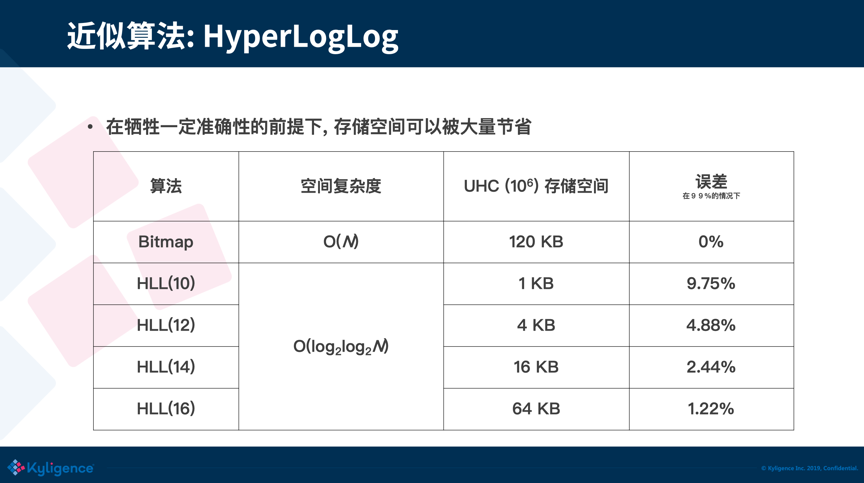 近似算法: HyperLogLog
• 在牺牲一定准确性的前提下, 存储空间可以被大量节省
算法 空间复杂度 UHC (10⁶) 存储空间 误差
在99%的情况下
Bitmap O(N) 120 KB 0%
HLL(10) 1 KB 9.75%
HLL(12) 4 KB 4.88%
O(log₂log₂N)
HLL(14) 16 KB 2.44%
HLL(16) 64 KB 1.22%
Kyligence
© Kyligence Inc. 2019, Confidential.